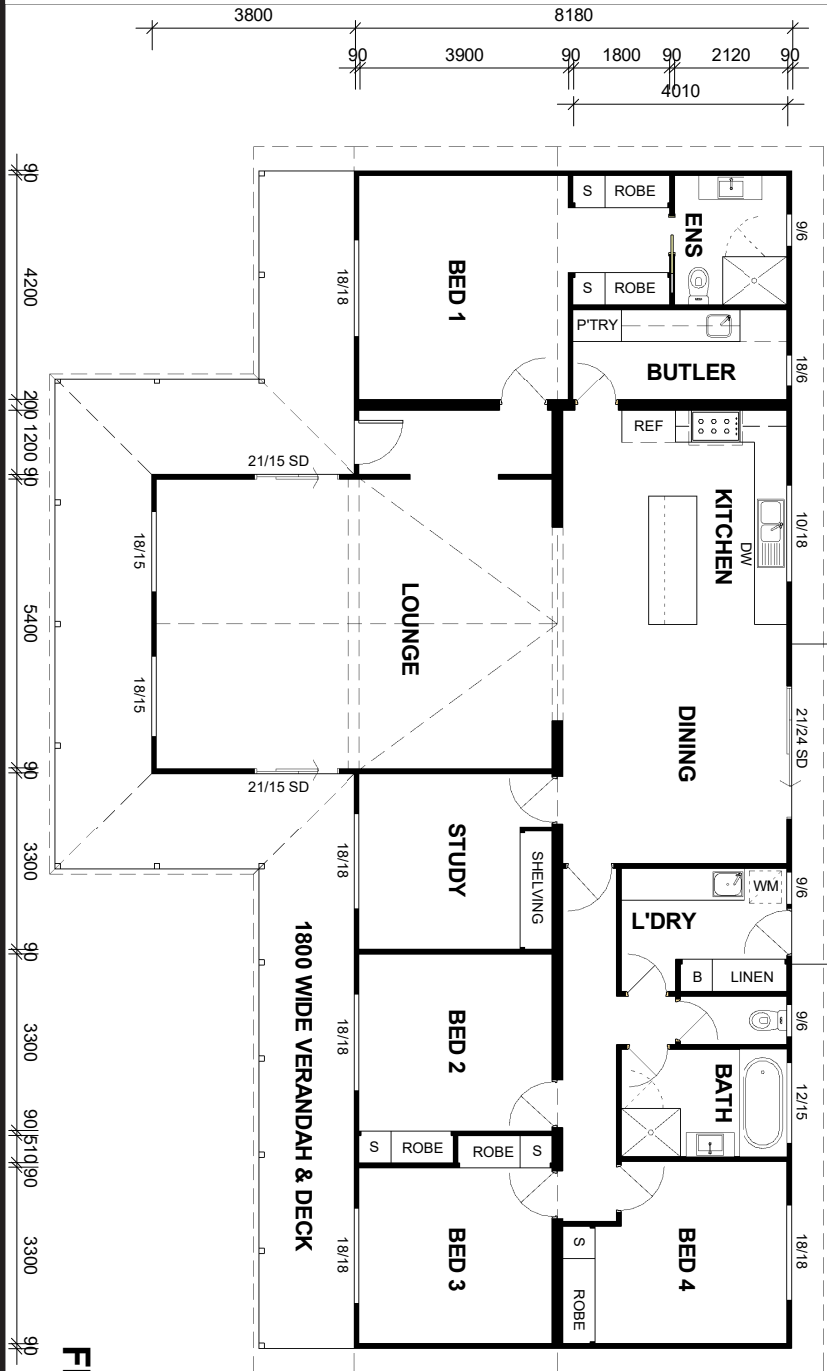 3800
8180
90
3900
90
1800
90
2120
90
4010
90
4200
200
1200
90
5400
90
3300
90
3300
90
510
90
3300
90
S
ROBE
ENS
9/6
BED 1
18/18
S
ROBE
P'TRY
BUTLER
18/6
REF
21/15 SD
KITCHEN
DW
10/18
18/15
LOUNGE
18/15
DINING
21/24 SD
21/15 SD
STUDY
SHELVING
18/18
WM
9/6
L'DRY
B
LINEN
1800 WIDE VERANDAH & DECK
BED 2
18/18
9/6
BATH
12/15
S
ROBE
ROBE
S
BED 3
18/18
BED 4
18/18
S
ROBE